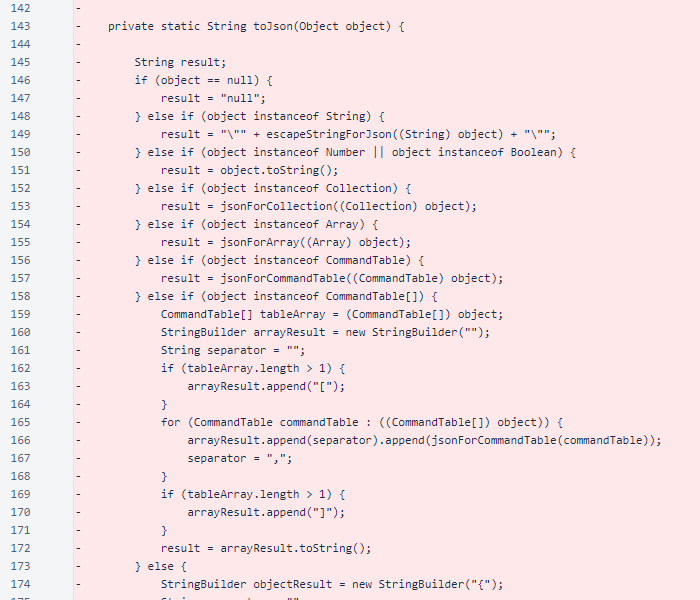 142 -
143 - private static String toJson(Object object) {
144 -
145 - String result;
146 - if (object == null) {
147 - result = "null";
148 - } else if (object instanceof String) {
149 - result = "\"" + escapeStringForJson((String) object) + "\"";
150 - } else if (object instanceof Number || object instanceof Boolean) {
151 - result = object.toString();
152 - } else if (object instanceof Collection) {
153 - result = jsonForCollection((Collection) object);
154 - } else if (object instanceof Array) {
155 - result = jsonForArray((Array) object);
156 - } else if (object instanceof CommandTable) {
157 - result = jsonForCommandTable((CommandTable) object);
158 - } else if (object instanceof CommandTable[]) {
159 - CommandTable[] tableArray = (CommandTable[]) object;
160 - StringBuilder arrayResult = new StringBuilder("");
161 - String separator = "";
162 - if (tableArray.length > 1) {
163 - arrayResult.append("[");
164 - }
165 - for (CommandTable commandTable : ((CommandTable[]) object)) {
166 - arrayResult.append(separator).append(jsonForCommandTable(commandTable));
167 - separator = ",";
168 - }
169 - if (tableArray.length > 1) {
170 - arrayResult.append("]");
171 - }
172 - result = arrayResult.toString();
173 - } else {
174 - StringBuilder objectResult = new StringBuilder("{");